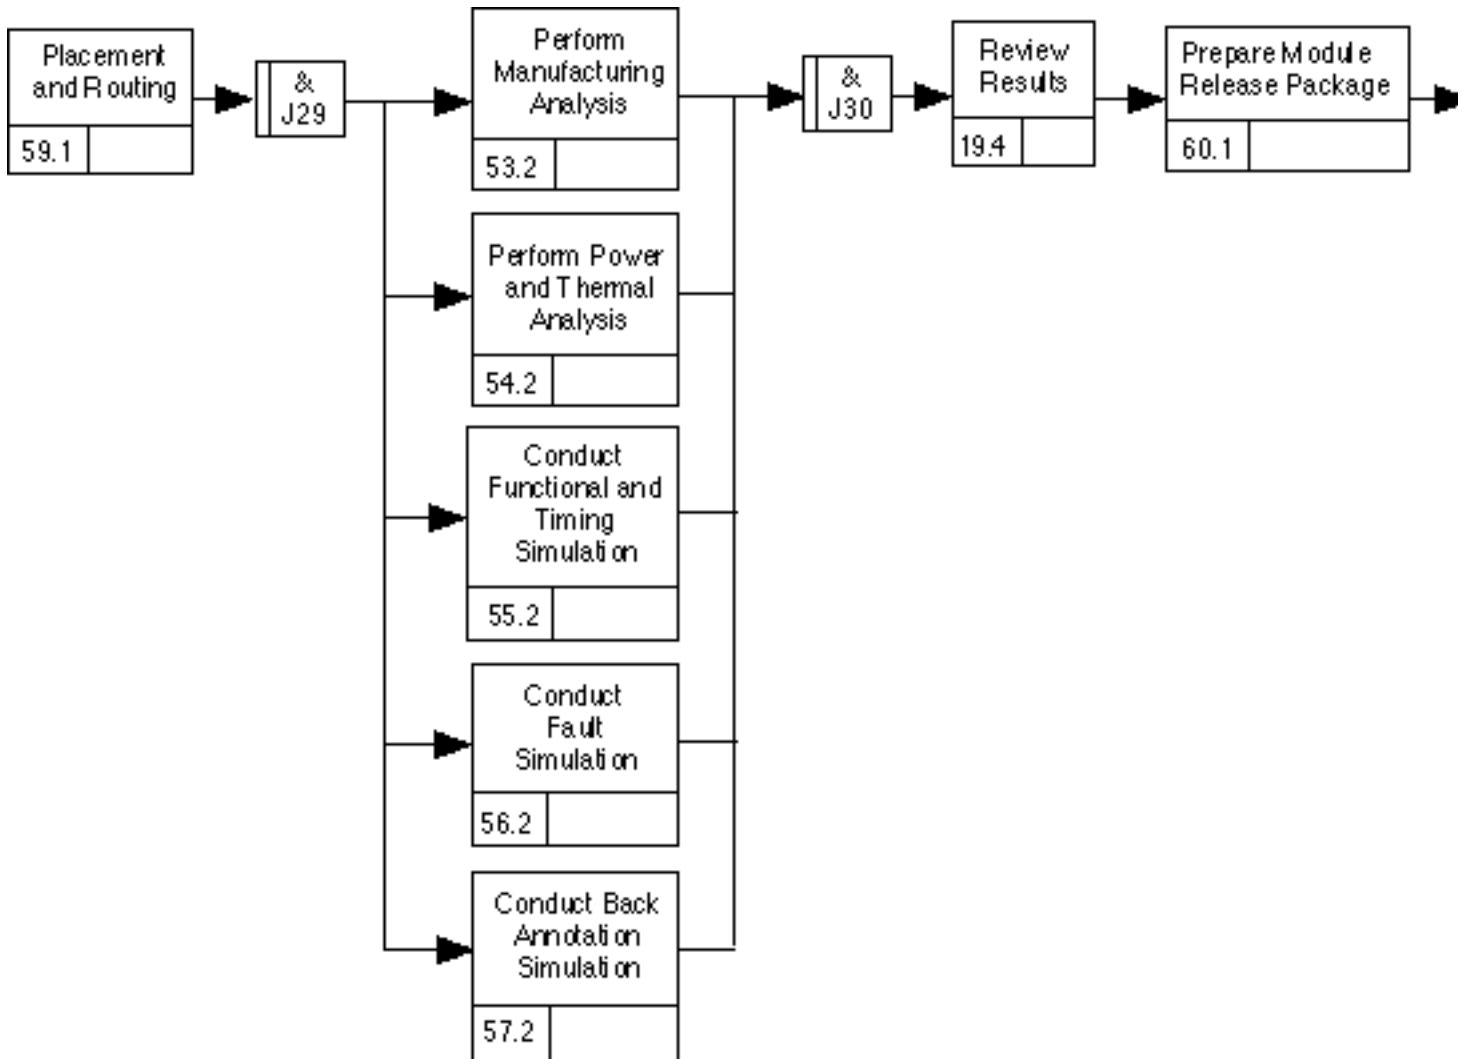 Placement
and Routing
59.1
&
J29
Perform
Manufacturing
Analysis
53.2
Perform Power
and Thermal
Analysis
54.2
Conduct
Functional and
Timing
Simulation
55.2
Conduct
Fault
Simulation
56.2
Conduct Back
Annotation
Simulation
57.2
&
J30
Review
Results
19.4
Prepare Module
Release Package
60.1